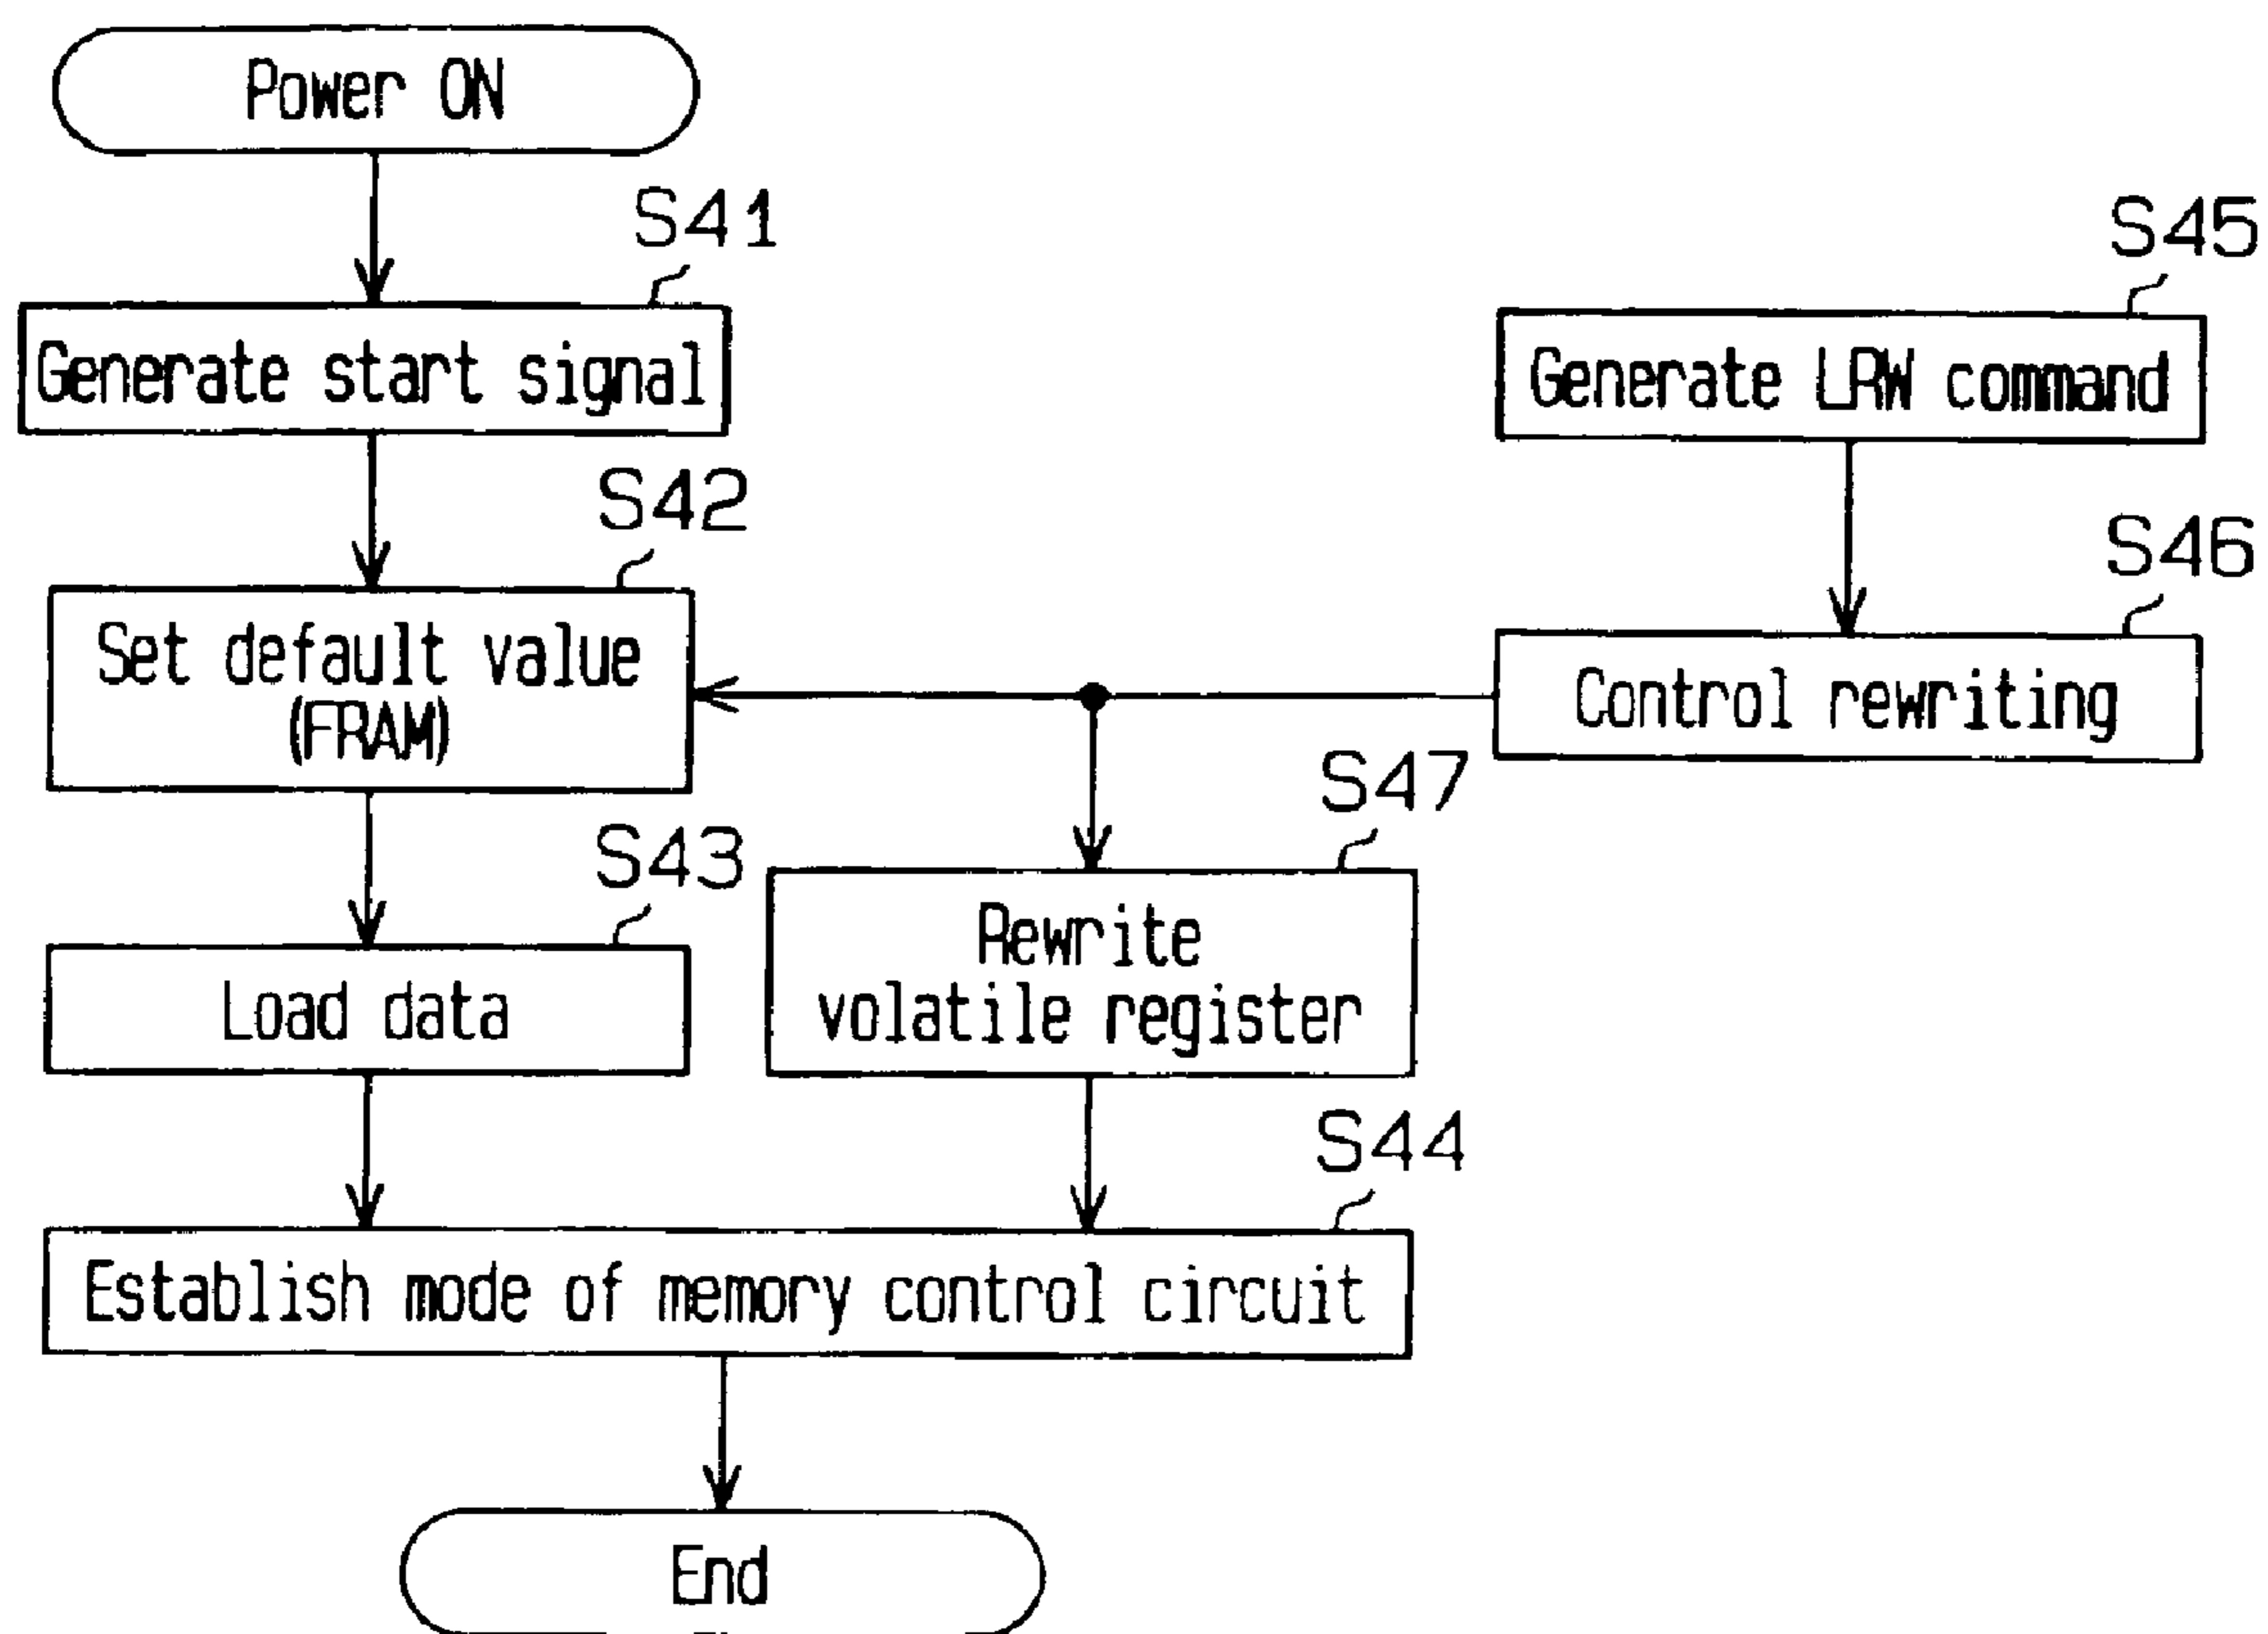 Power ON
S41
Generate start signal
S45
Generate LRW command
S42
Set default value
(FRAM)
S46
Control rewriting
S47
Rewrite
volatile register
S43
Load data
S44
Establish mode of memory control circuit
End